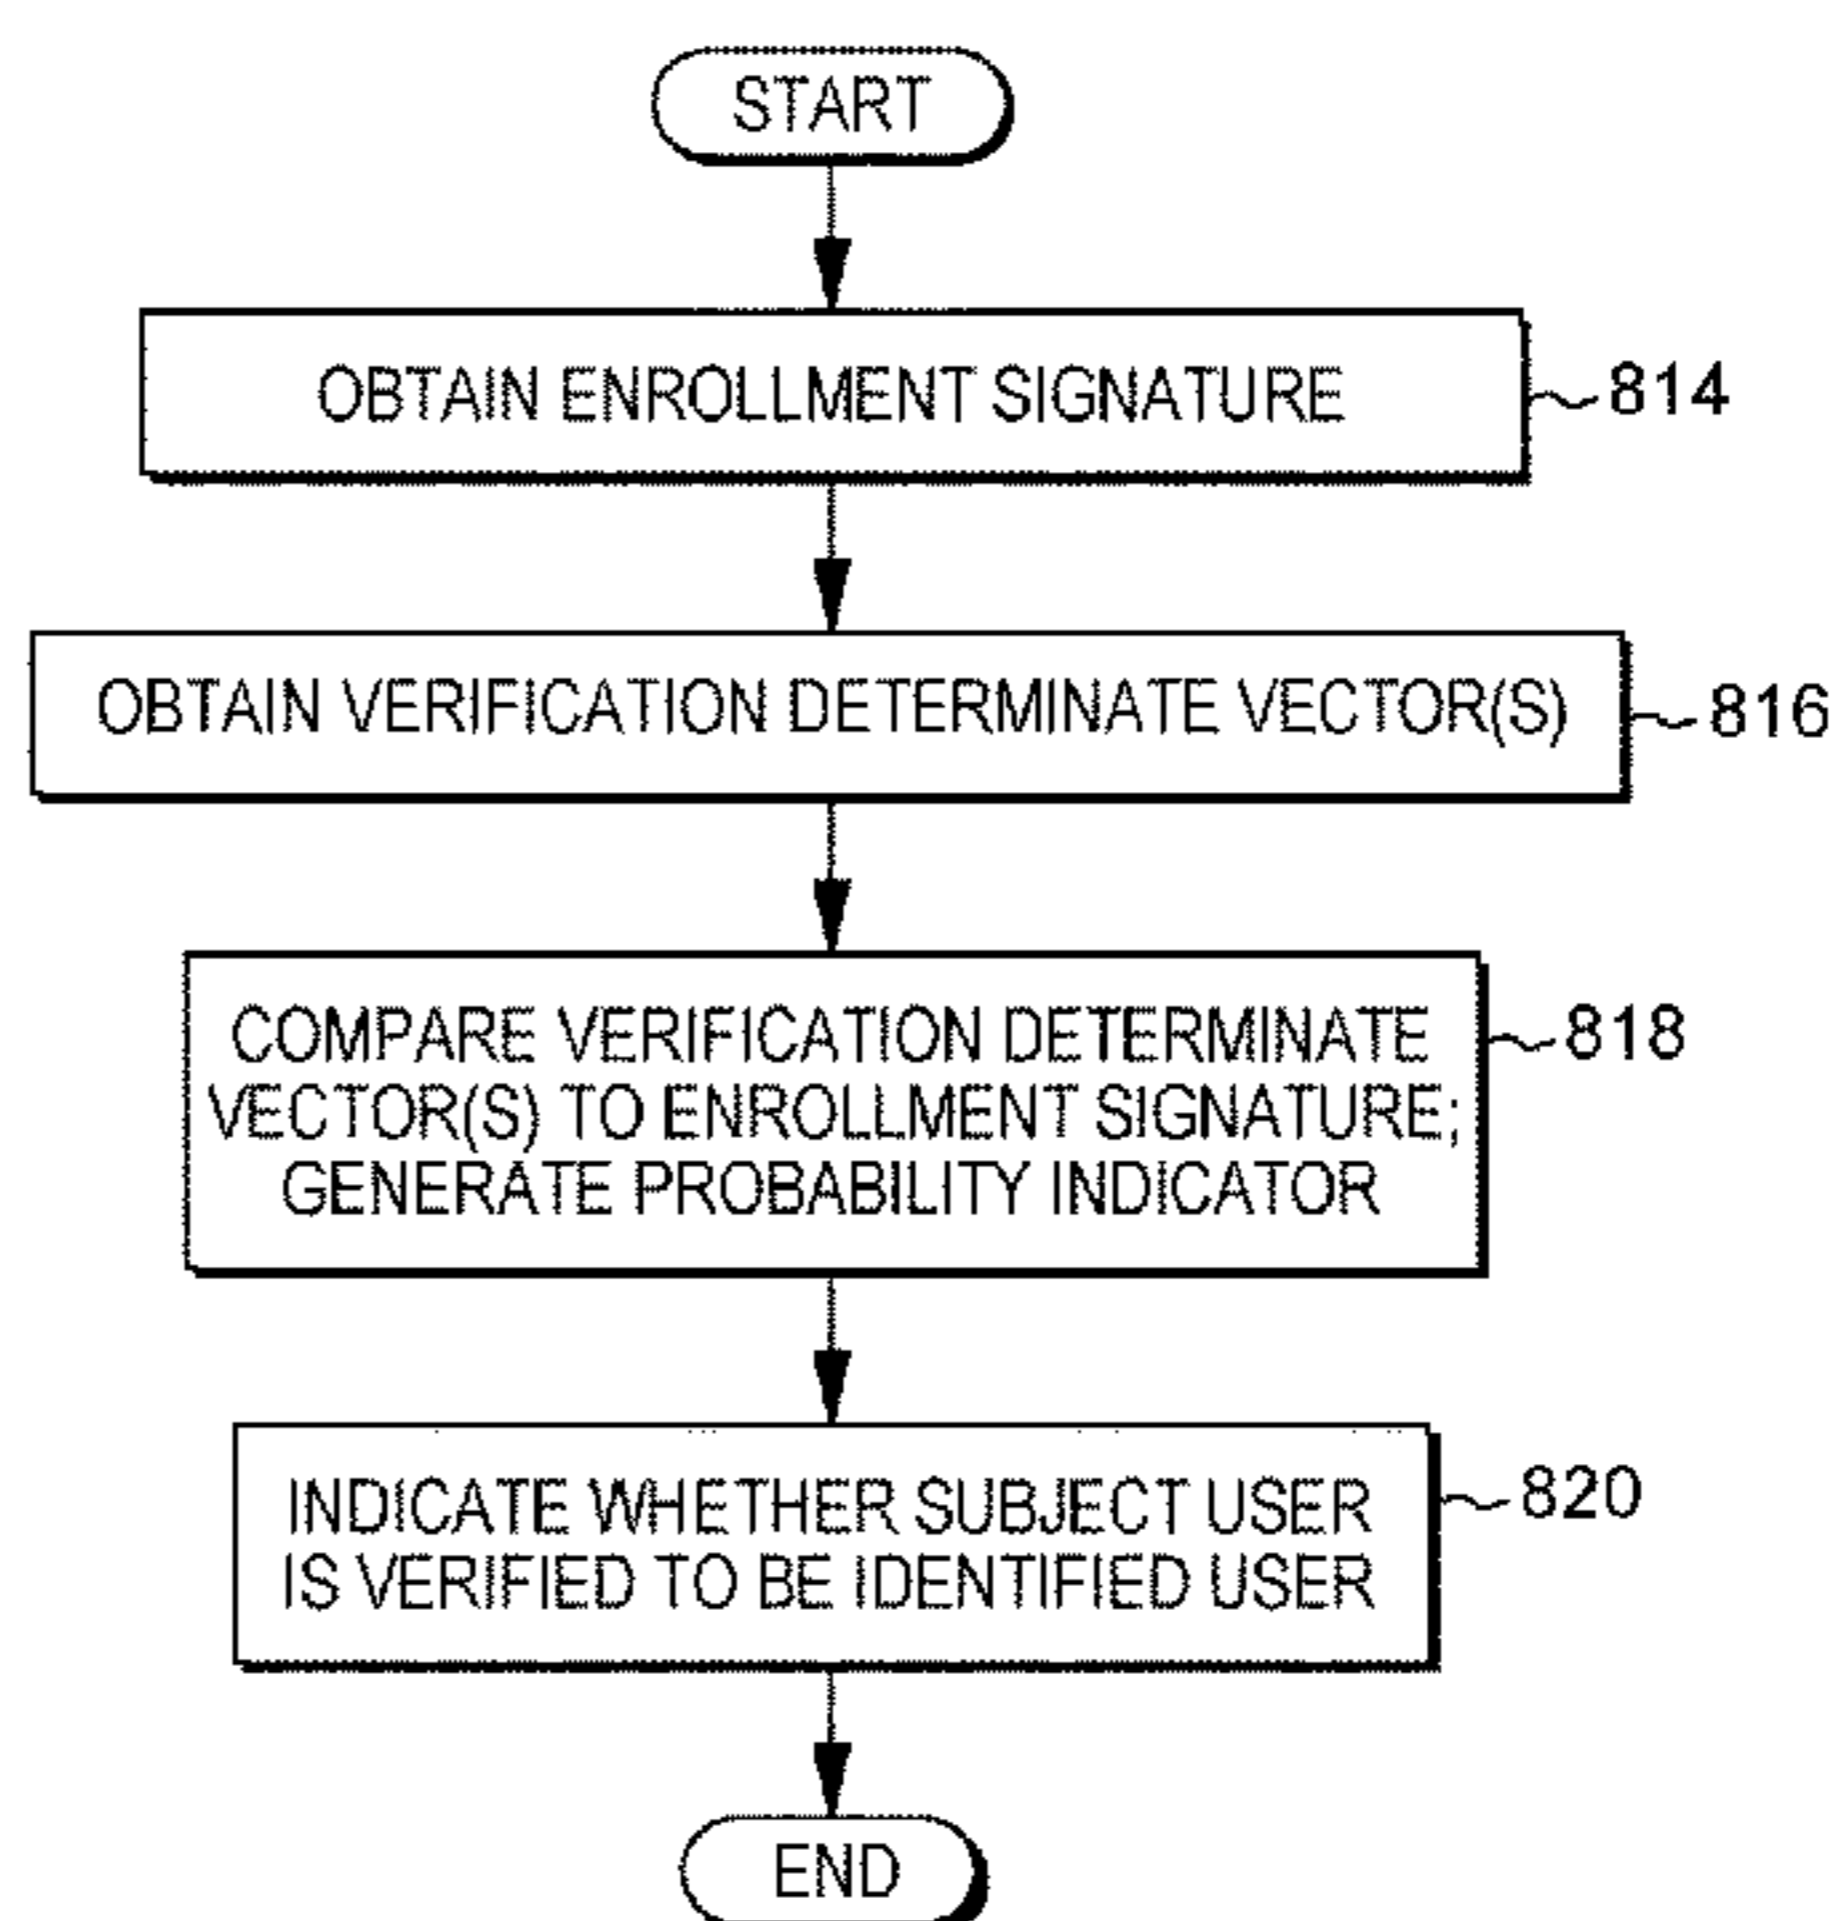 START
OBTAIN ENROLLMENT SIGNATURE
814
OBTAIN VERIFICATION DETERMINATE VECTOR(S)
816
COMPARE VERIFICATION DETERMINATE
VECTOR(S) TO ENROLLMENT SIGNATURE;
GENERATE PROBABILITY INDICATOR
818
INDICATE WHETHER SUBJECT USER
IS VERIFIED TO BE IDENTIFIED USER
820
END